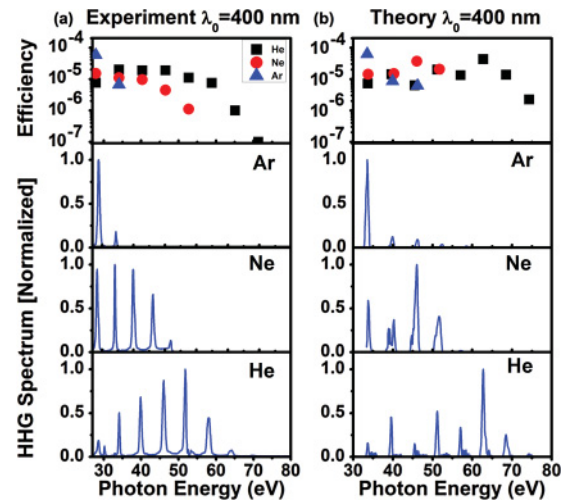 (a) Experiment λ₀=400 nm (b) Theory λ₀=400 nm
Efficiency
10⁻⁴
10⁻⁵
10⁻⁶
10⁻⁷
He
Ne
Ar
10⁻⁴
10⁻⁵
10⁻⁶
10⁻⁷
HHG Spectrum [Normalized]
1.0
0.5
0.0
Ar
1.0
0.5
0.0
Ar
1.0
0.5
0.0
Ne
1.0
0.5
0.0
Ne
1.0
0.5
0.0
He
1.0
0.5
0.0
He
30 40 50 60 70 80
30 40 50 60 70 80
Photon Energy (eV) Photon Energy (eV)